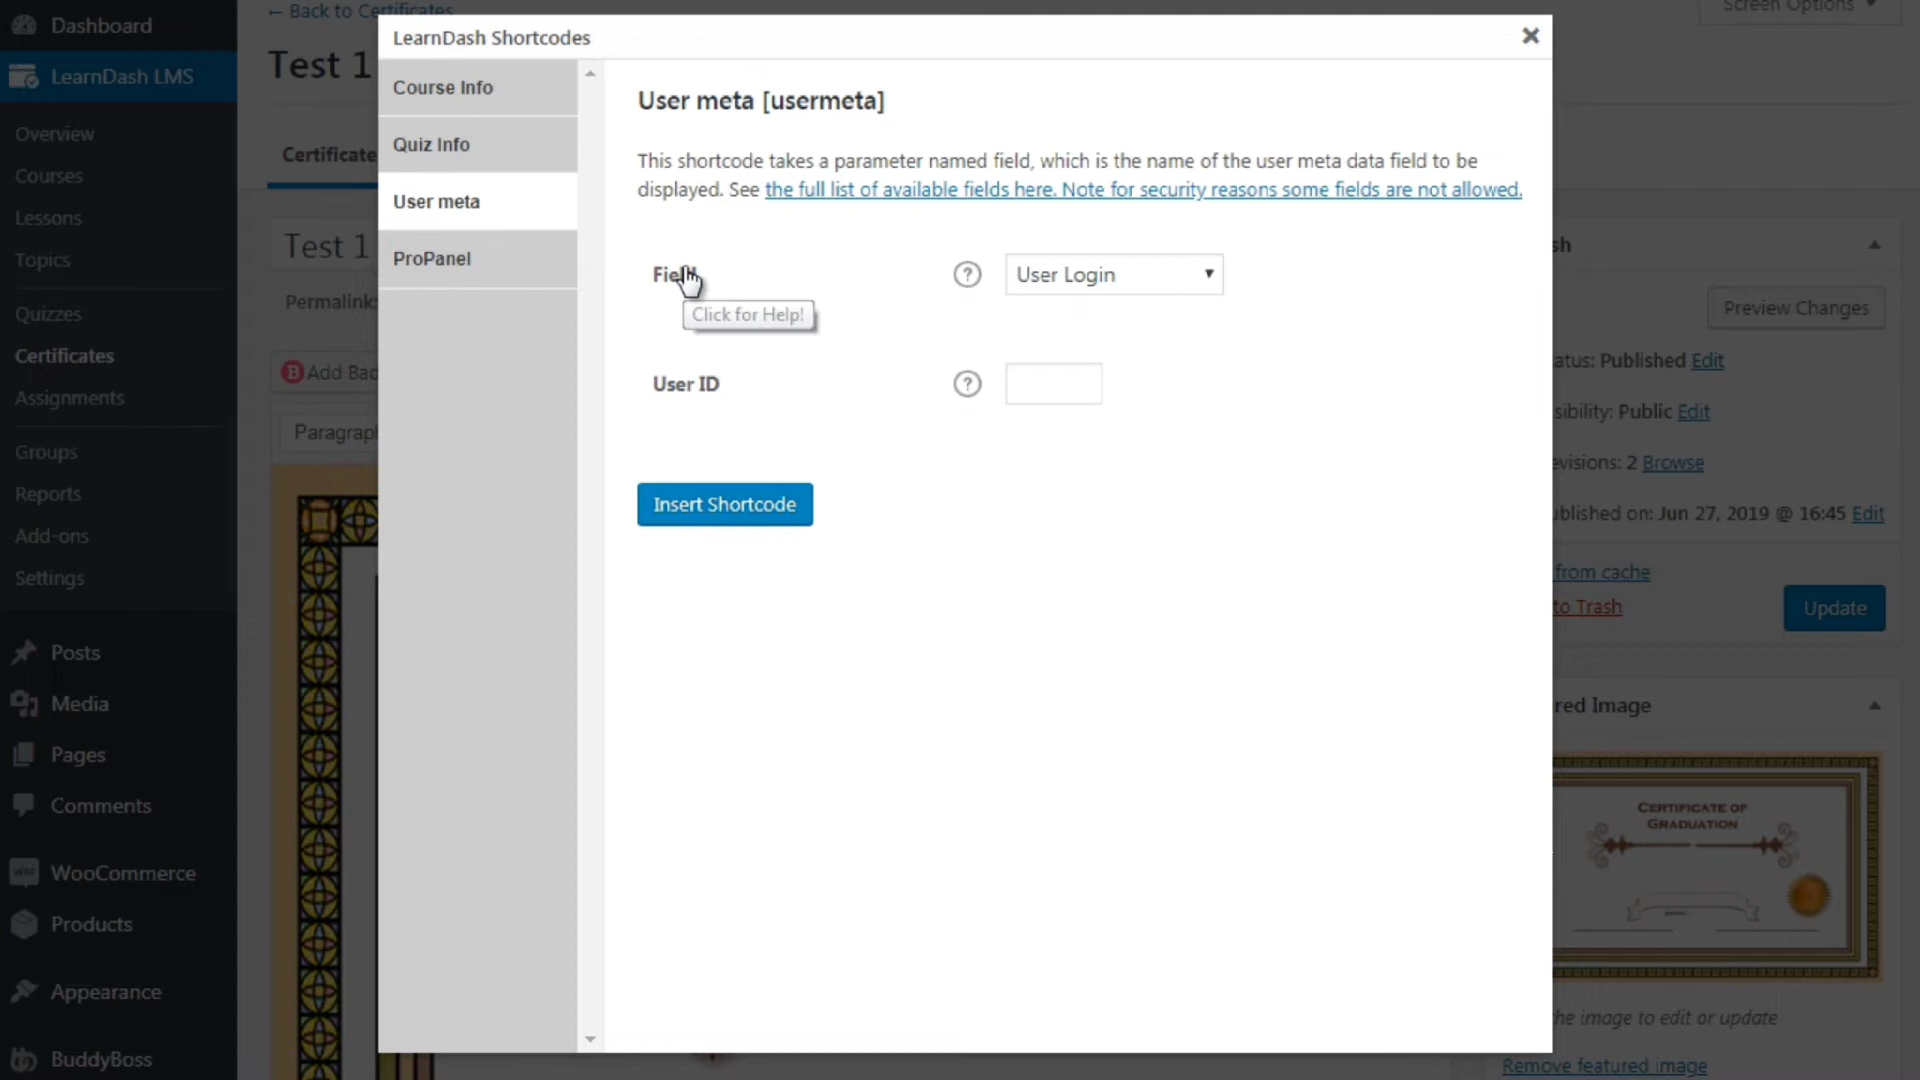 Dashboard
LearnDash LMS
Overview
Courses
Lessons
Topics
Quizzes
Certificates
Assignments
Groups
Reports
Add-ons
Settings
Posts
Media
Pages
Comments
WooCommerce
Products
Appearance
BuddyBoss
← Back to Certificates
Screen Options
Test 1
Certificate
Test 1
Permalink:
Add Bad
Paragraph
LearnDash Shortcodes
Course Info
Quiz Info
User meta
ProPanel
User meta [usermeta]
This shortcode takes a parameter named field, which is the name of the user meta data field to be
displayed. See the full list of available fields here. Note for security reasons some fields are not allowed.
Field
? User Login
Click for Help!
User ID
?
Insert Shortcode
sh
Preview Changes
atus: Published Edit
sibility: Public Edit
evisions: 2 Browse
ublished on: Jun 27, 2019 @ 16:45 Edit
from cache
to Trash
Update
red Image
CERTIFICATE OF
GRADUATION
he image to edit or update
Remove featured image